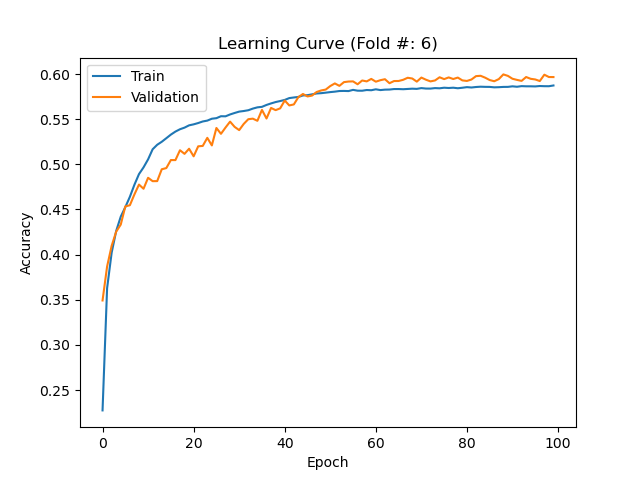 Learning Curve (Fold #: 6)
Train
Validation
0.60
0.55
0.50
0.45
0.40
0.35
0.30
0.25
Accuracy
0 20 40 60 80 100
Epoch